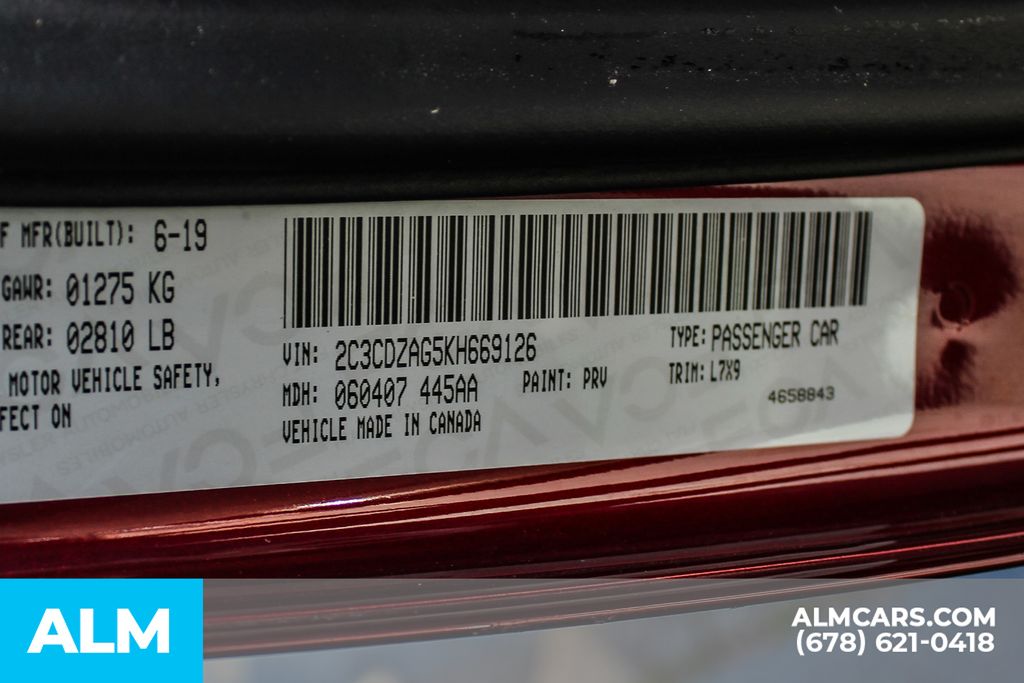 F MFR(BUILT): 6-19
GAWR: 01275 KG
REAR: 02810 LB
MOTOR VEHICLE SAFETY,
FECT ON
VIN: 2C3CDZAG5KH669126
TYPE: PASSENGER CAR
MDH: 060407 445AA
PAINT: PRV
TRIM: L7X9
VEHICLE MADE IN CANADA
4658843
ALM
ALMCARS.COM
(678) 621-0418